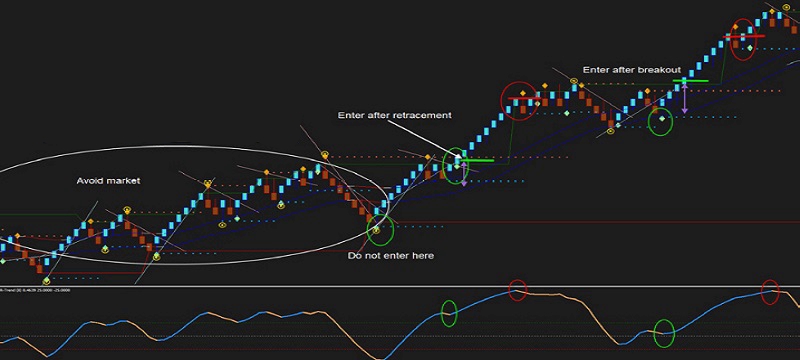 Enter after breakout
Enter after retracement
Avoid market
Do not enter here